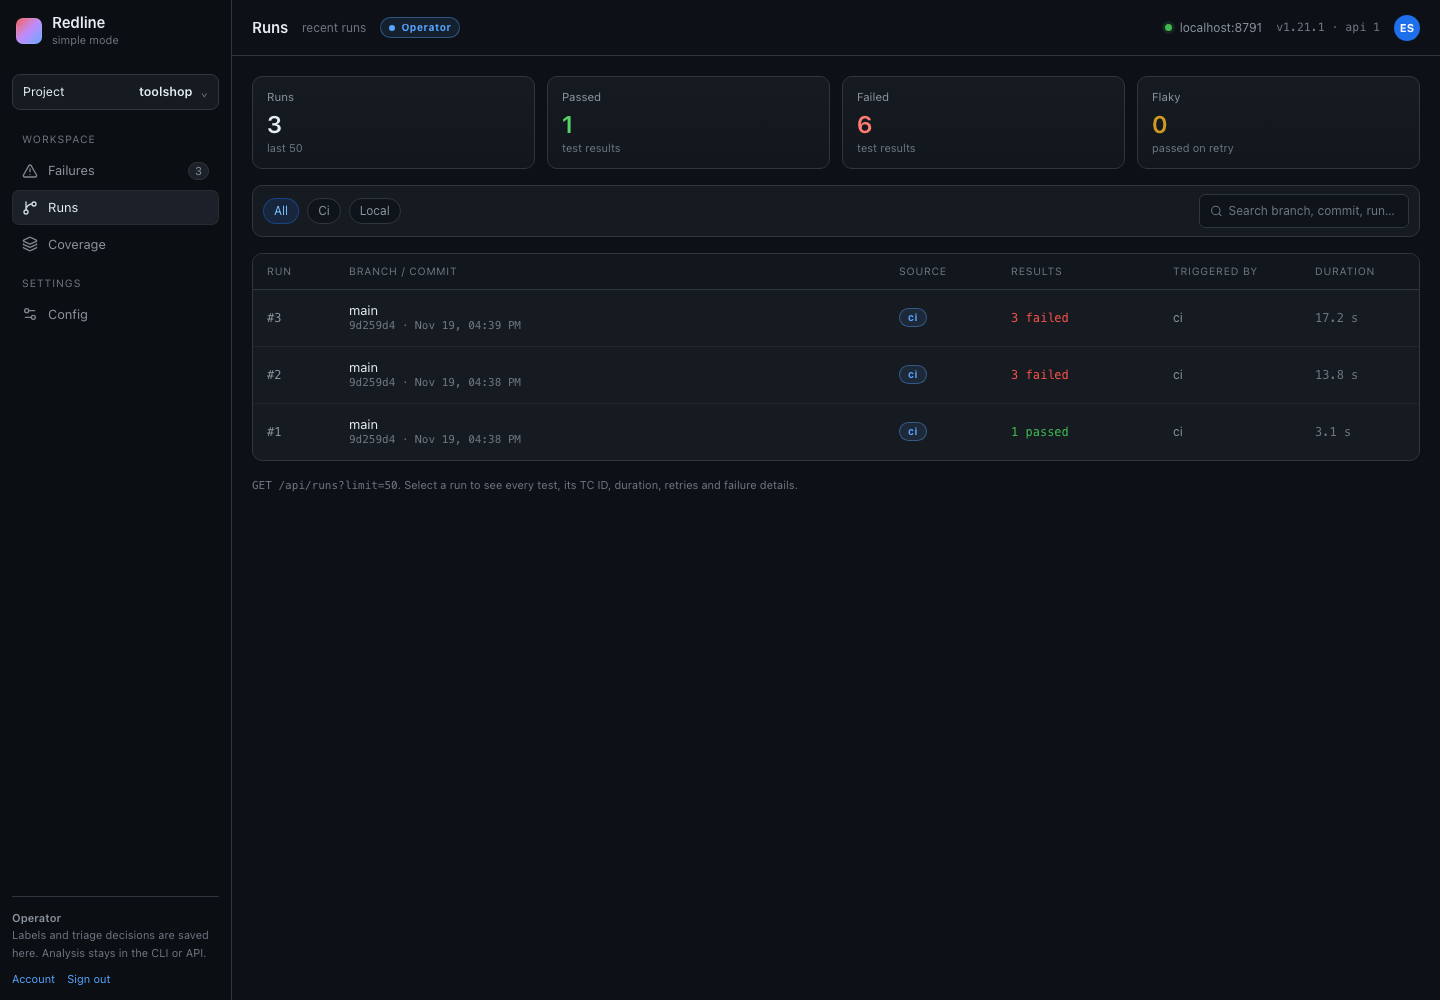 Redline
simple mode
Project toolshop
WORKSPACE
Failures 3
Runs
Coverage
SETTINGS
Config
Operator
Labels and triage decisions are saved
here. Analysis stays in the CLI or API.
Account Sign out
Runs recent runs Operator
localhost:8791 v1.21.1 · api 1 ES
Runs
3
last 50
Passed
1
test results
Failed
6
test results
Flaky
0
passed on retry
All Ci Local
Search branch, commit, run...
RUN BRANCH / COMMIT SOURCE RESULTS TRIGGERED BY DURATION
#3 main ci 3 failed ci 17.2 s
9d259d4 · Nov 19, 04:39 PM
#2 main ci 3 failed ci 13.8 s
9d259d4 · Nov 19, 04:38 PM
#1 main ci 1 passed ci 3.1 s
9d259d4 · Nov 19, 04:38 PM
GET /api/runs?limit=50. Select a run to see every test, its TC ID, duration, retries and failure details.